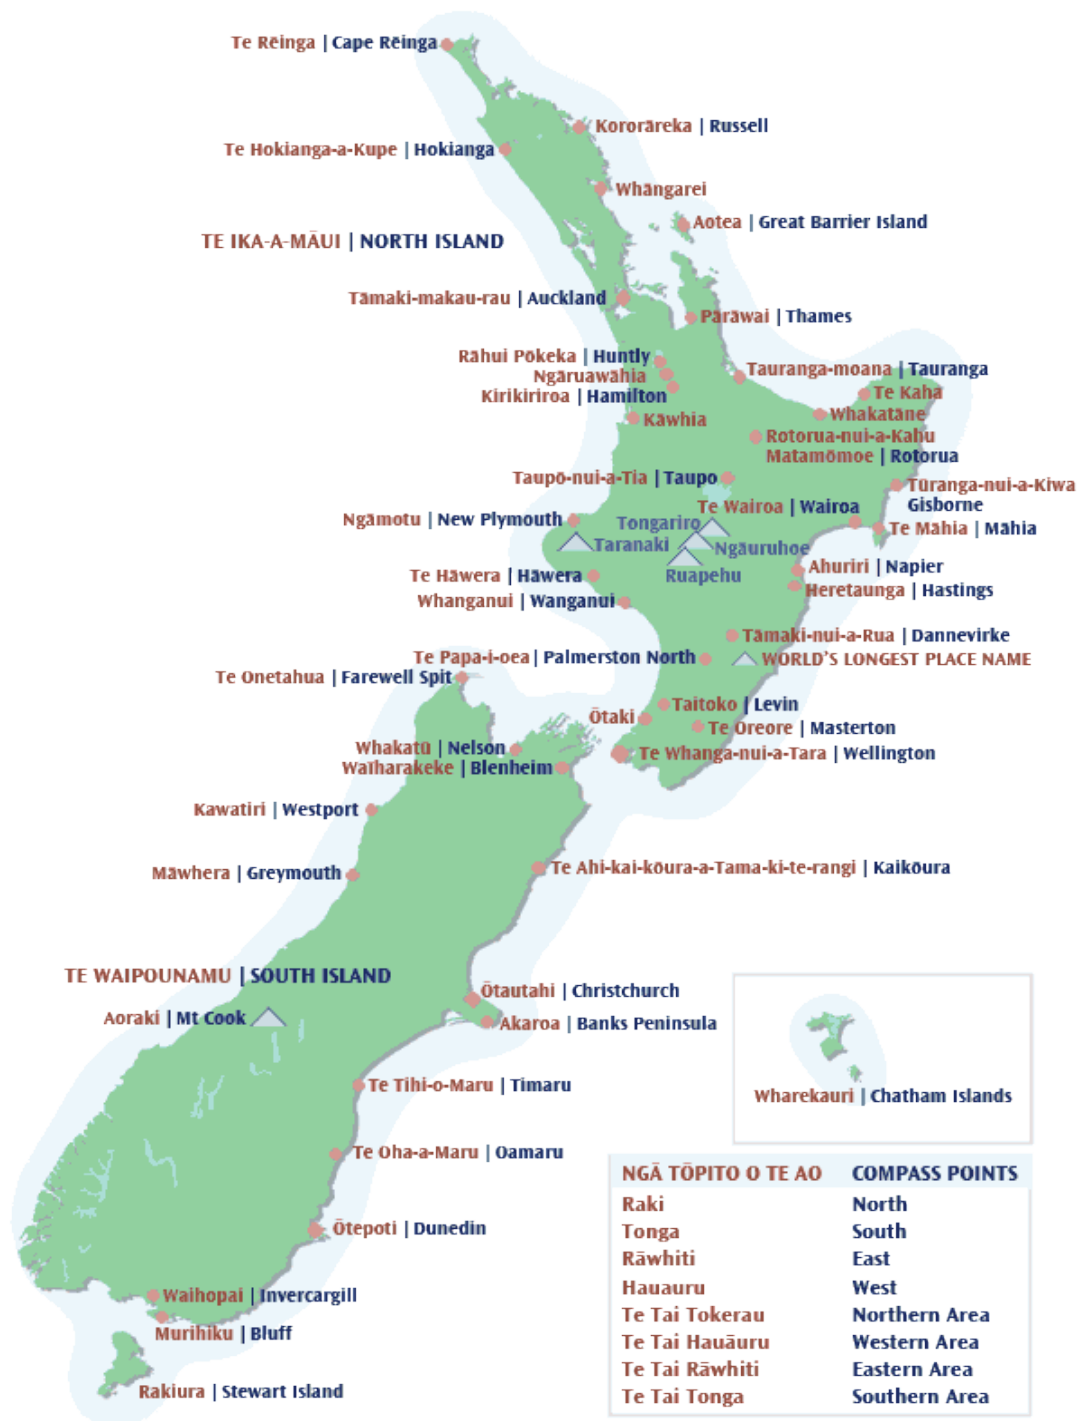 Te Rēinga | Cape Rēinga
Kororāreka | Russell
Te Hokianga-a-Kupe | Hokianga
Whāngarei
Aotea | Great Barrier Island
TE IKA-A-MĀUI | NORTH ISLAND
Tāmaki-makau-rau | Auckland
Pārāwai | Thames
Rāhui Pōkeka | Huntly
Tauranga-moana | Tauranga
Ngāruawāhia
Kirikiriroa | Hamilton
Te Kaha
Whakatāne
Kāwhia
Rotorua-nui-a-Kahu
Matamōmoe | Rotorua
Taupō-nui-a-Tia | Taupo
Tūranga-nui-a-Kiwa
Gisborne
Te Wairoa | Wairoa
Ngāmotu | New Plymouth
Tongariro
Te Māhia | Māhia
Taranaki
Ngāuruhoe
Ruapehu
Ahuriri | Napier
Te Hāwera | Hāwera
Heretaunga | Hastings
Whanganui | Wanganui
Tāmaki-nui-a-Rua | Dannevirke
Te Papa-i-oea | Palmerston North
WORLD'S LONGEST PLACE NAME
Te Onetahua | Farewell Spit
Taitoko | Levin
Ōtaki
Te Oreore | Masterton
Whakatū | Nelson
Te Whanga-nui-a-Tara | Wellington
Waīharakeke | Blenheim
Kawatiri | Westport
Māwhera | Greymouth
Te Ahi-kai-kōura-a-Tama-ki-te-rangi | Kaikōura
TE WAIPOUNAMU | SOUTH ISLAND
Ōtautahi | Christchurch
Aoraki | Mt Cook
Akaroa | Banks Peninsula
Te Tihi-o-Maru | Timaru
Wharekauri | Chatham Islands
Te Oha-a-Maru | Oamaru
Ōtepoti | Dunedin
Waihopai | Invercargill
Murihiku | Bluff
Rakiura | Stewart Island
NGĀ TŌPITO O TE AO COMPASS POINTS
Raki North
Tonga South
Rāwhiti East
Hauauru West
Te Tai Tokerau Northern Area
Te Tai Hauāuru Western Area
Te Tai Rāwhiti Eastern Area
Te Tai Tonga Southern Area